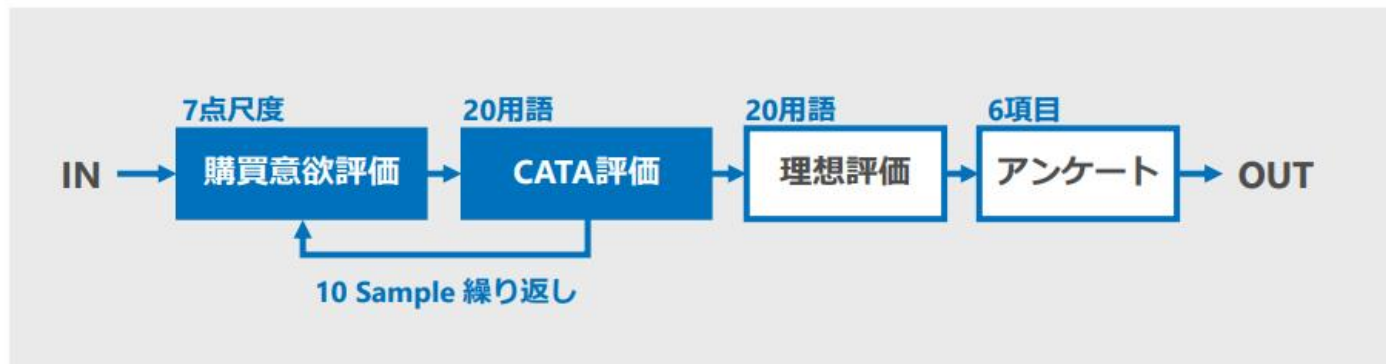 7点尺度
20用語
20用語
6項目
IN
購買意欲評価
CATA評価
理想評価
アンケート
OUT
10 Sample 繰り返し